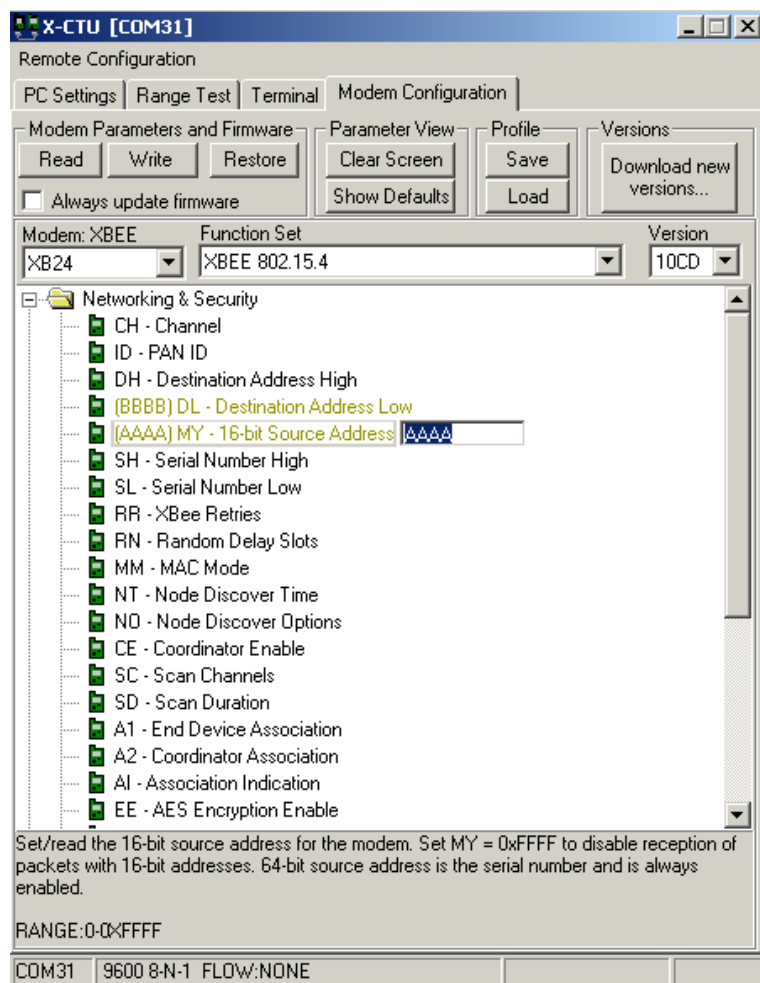 X-CTU [COM31]
Remote Configuration
PC Settings Range Test Terminal Modem Configuration
Modem Parameters and Firmware Parameter View Profile Versions
Read Write Restore Clear Screen Save Download new versions...
Always update firmware Show Defaults Load
Modem: XBEE Function Set Version
XB24 XBEE 802.15.4 10CD
Networking & Security
CH - Channel
ID - PAN ID
DH - Destination Address High
(BBBB) DL - Destination Address Low
(AAAA) MY - 16-bit Source Address AAAA
SH - Serial Number High
SL - Serial Number Low
RR - XBee Retries
RN - Random Delay Slots
MM - MAC Mode
NT - Node Discover Time
NO - Node Discover Options
CE - Coordinator Enable
SC - Scan Channels
SD - Scan Duration
A1 - End Device Association
A2 - Coordinator Association
AI - Association Indication
EE - AES Encryption Enable
Set/read the 16-bit source address for the modem. Set MY = 0xFFFF to disable reception of
packets with 16-bit addresses. 64-bit source address is the serial number and is always
enabled.
RANGE:0-0XFFFF
COM31 9600 8-N-1 FLOW:NONE